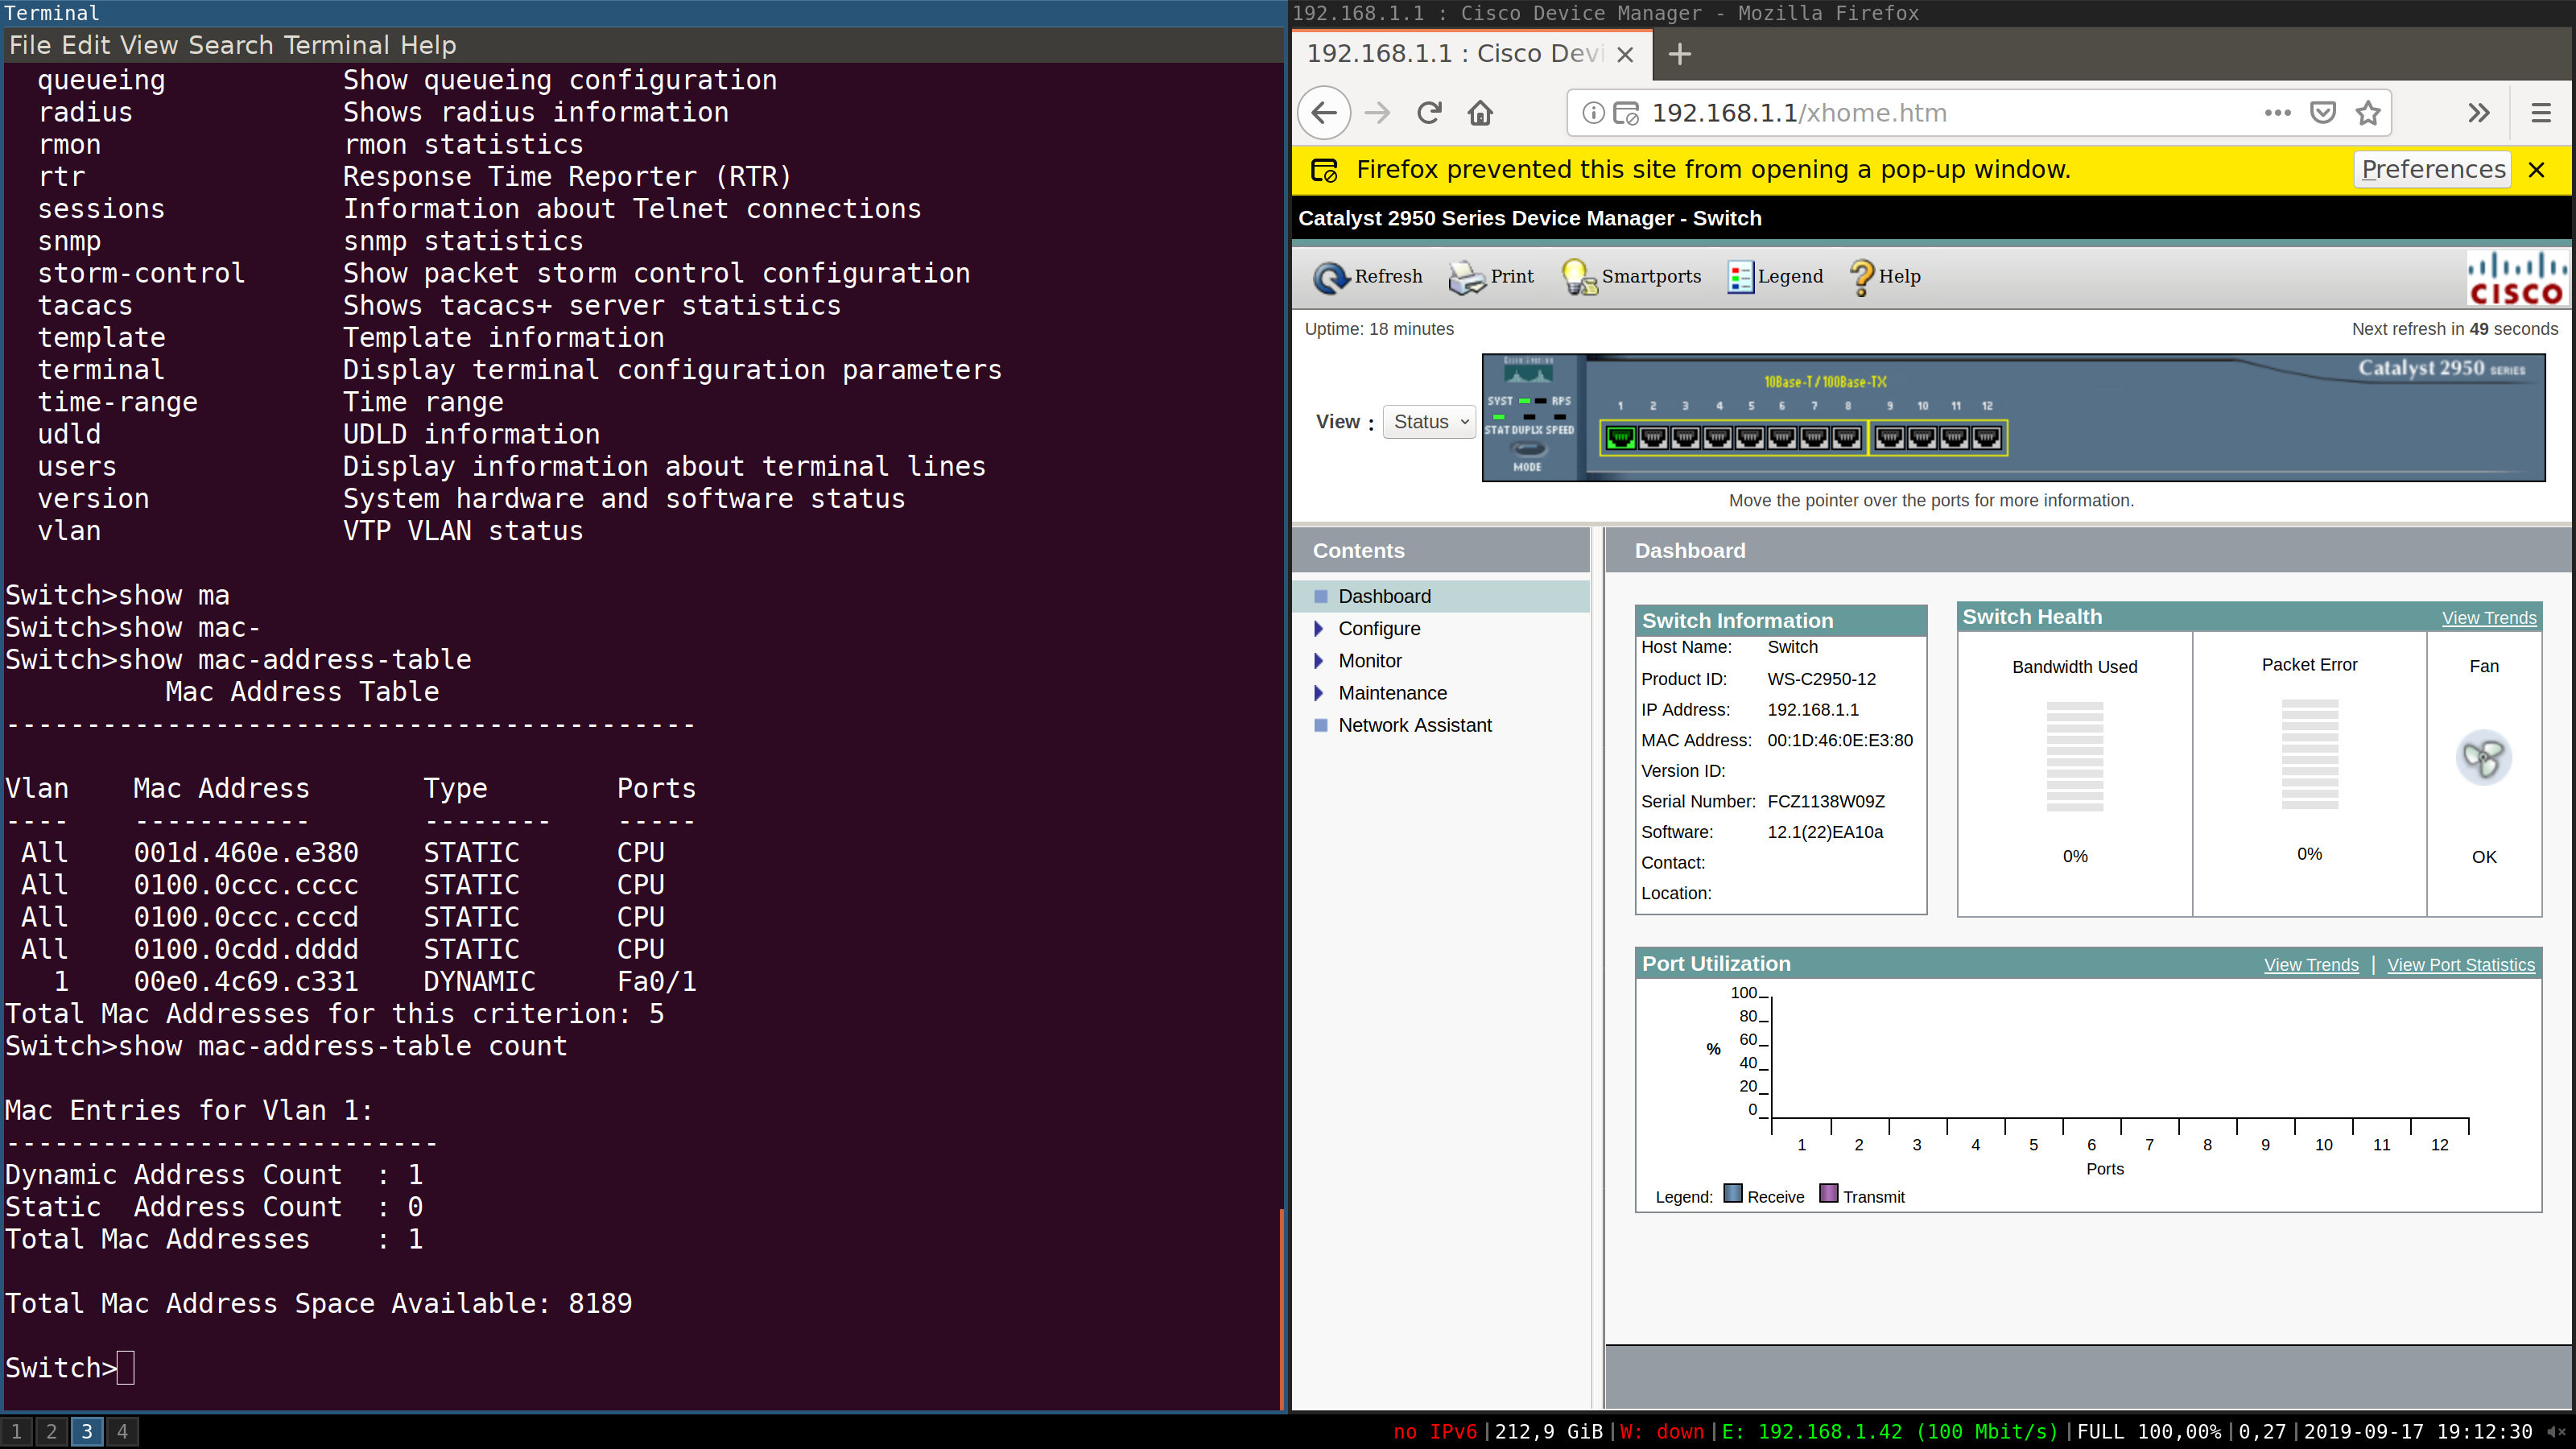 Terminal
File Edit View Search Terminal Help
queueing Show queueing configuration
radius Shows radius information
rmon rmon statistics
rtr Response Time Reporter (RTR)
sessions Information about Telnet connections
snmp snmp statistics
storm-control Show packet storm control configuration
tacacs Shows tacacs+ server statistics
template Template information
terminal Display terminal configuration parameters
time-range Time range
udld UDLD information
users Display information about terminal lines
version System hardware and software status
vlan VTP VLAN status
Switch>show ma
Switch>show mac-
Switch>show mac-address-table
Mac Address Table
-------------------------------------------
Vlan Mac Address Type Ports
---- ----------- -------- -----
All 001d.460e.e380 STATIC CPU
All 0100.0ccc.cccc STATIC CPU
All 0100.0ccc.cccd STATIC CPU
All 0100.0cdd.dddd STATIC CPU
1 00e0.4c69.c331 DYNAMIC Fa0/1
Total Mac Addresses for this criterion: 5
Switch>show mac-address-table count
Mac Entries for Vlan 1:
---------------------------
Dynamic Address Count : 1
Static Address Count : 0
Total Mac Addresses : 1
Total Mac Address Space Available: 8189
Switch>
192.168.1.1 : Cisco Device Manager - Mozilla Firefox
192.168.1.1 : Cisco Devi
192.168.1.1/xhome.htm
Firefox prevented this site from opening a pop-up window. Preferences
Catalyst 2950 Series Device Manager - Switch
Refresh Print Smartports Legend Help
CISCO
Uptime: 18 minutes Next refresh in 49 seconds
View : Status
Catalyst 2950 SERIES
10Base-T / 100Base-TX
SYST RPS
1 2 3 4 5 6 7 8 9 10 11 12
STAT DUPLX SPEED
MODE
Move the pointer over the ports for more information.
Contents
Dashboard
Configure
Monitor
Maintenance
Network Assistant
Dashboard
Switch Information
Host Name: Switch
Product ID: WS-C2950-12
IP Address: 192.168.1.1
MAC Address: 00:1D:46:0E:E3:80
Version ID:
Serial Number: FCZ1138W09Z
Software: 12.1(22)EA10a
Contact:
Location:
Switch Health View Trends
Bandwidth Used Packet Error Fan
0% 0% OK
Port Utilization View Trends | View Port Statistics
100
80
60
%
40
20
0
1 2 3 4 5 6 7 8 9 10 11 12
Ports
Legend: Receive Transmit
1 2 3 4
no IPv6|212,9 GiB|W: down|E: 192.168.1.42 (100 Mbit/s)|FULL 100,00%|0,27|2019-09-17 19:12:30